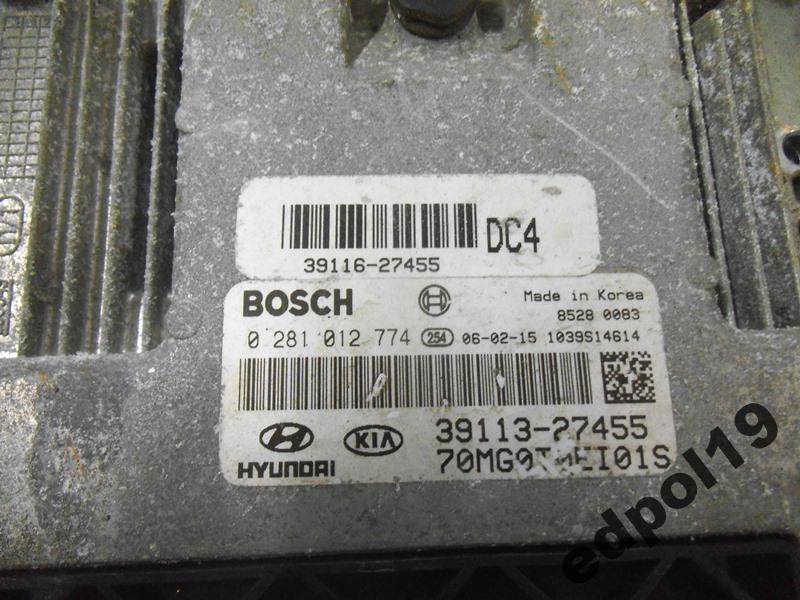 DC4
39116-27455
BOSCH
Made in Korea
8528 0083
0 281 012 774 254 06-02-15 1039S14614
HYUNDAI KIA 39113-27455
edpol19